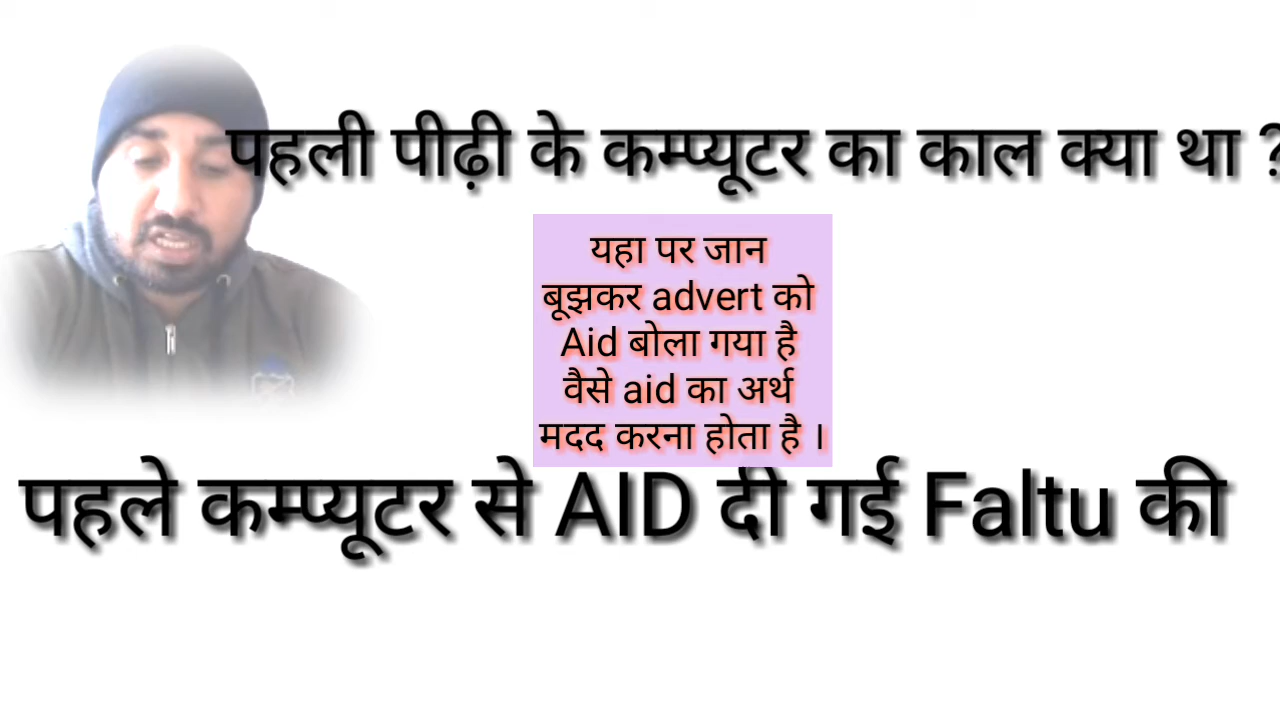 पहली पीढ़ी के कम्प्यूटर का काल क्या था ?
यहा पर जान
बूझकर advert को
Aid बोला गया है
वैसे aid का अर्थ
मदद करना होता है ।
पहले कम्प्यूटर से AID दी गई Faltu की